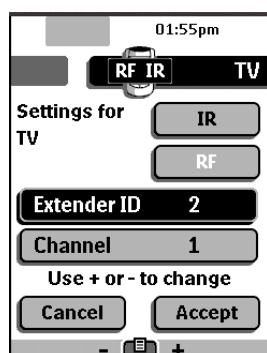 01:55pm
RF IR TV
Settings for
TV
IR
RF
Extender ID 2
Channel 1
Use + or - to change
Cancel Accept
- +